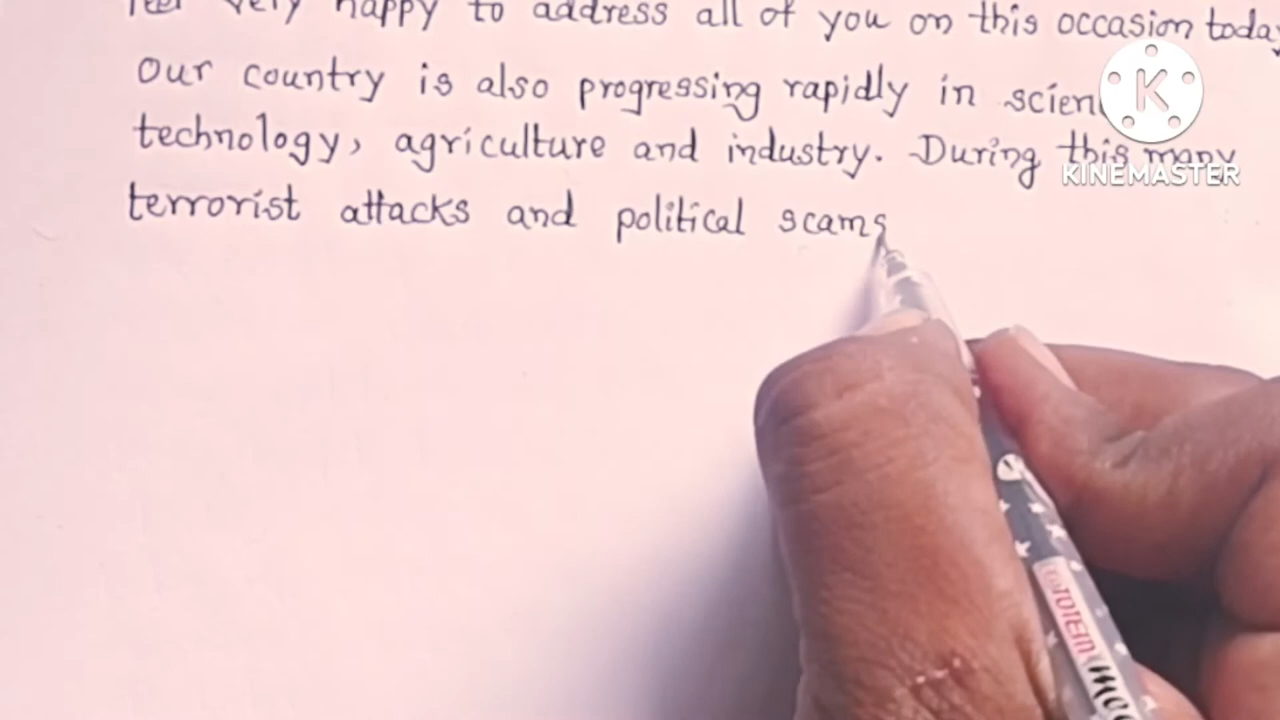 feel very happy to address all of you on this occasion today
Our country is also progressing rapidly in
technology, agriculture and industry. During this many
terrorist attacks and political scams
K
KINEMASTER